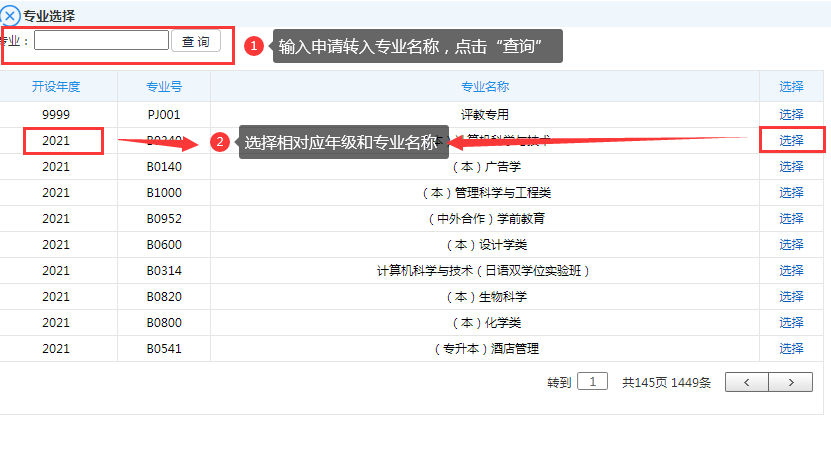 专业选择
专业：
查 询
1 输入申请转入专业名称，点击“查询”
开设年度 专业号 专业名称 选择
9999 PJ001 评教专用 选择
2021 计算机科学与技术 选择
2 选择相对应年级和专业名称
2021 B0140 （本）广告学 选择
2021 B1000 （本）管理科学与工程类 选择
2021 B0952 （中外合作）学前教育 选择
2021 B0600 （本）设计学类 选择
2021 B0314 计算机科学与技术（日语双学位实验班） 选择
2021 B0820 （本）生物科学 选择
2021 B0800 （本）化学类 选择
2021 B0541 （专升本）酒店管理 选择
转到 1 共145页 1449条 < >